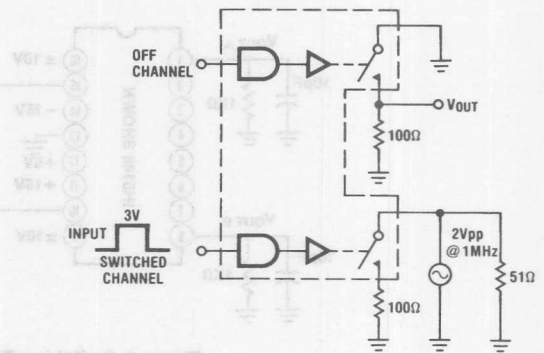 OFF
CHANNEL
VOUT
100Ω
INPUT
3V
SWITCHED
CHANNEL
2Vpp
@ 1MHz
51Ω
100Ω